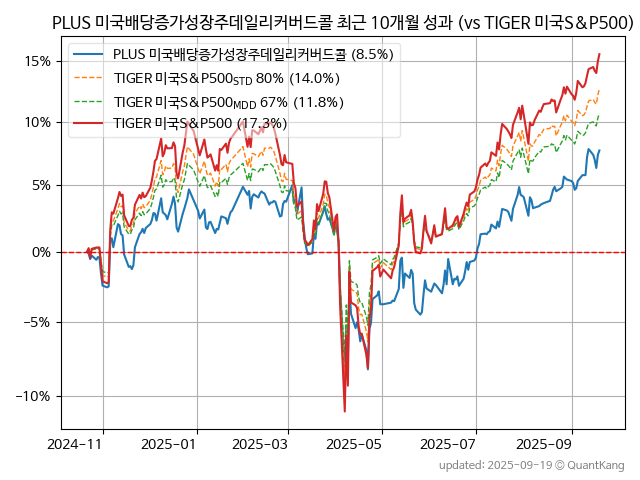 PLUS 미국배당증가성장주데일리커버드콜 최근 10개월 성과 (vs TIGER 미국S&P500)
PLUS 미국배당증가성장주데일리커버드콜 (8.5%)
TIGER 미국S&P500STD 80% (14.0%)
TIGER 미국S&P500MDD 67% (11.8%)
TIGER 미국S&P500 (17.3%)
15%
10%
5%
0%
−5%
−10%
2024-11
2025-01
2025-03
2025-05
2025-07
2025-09
updated: 2025-09-19 © QuantKang